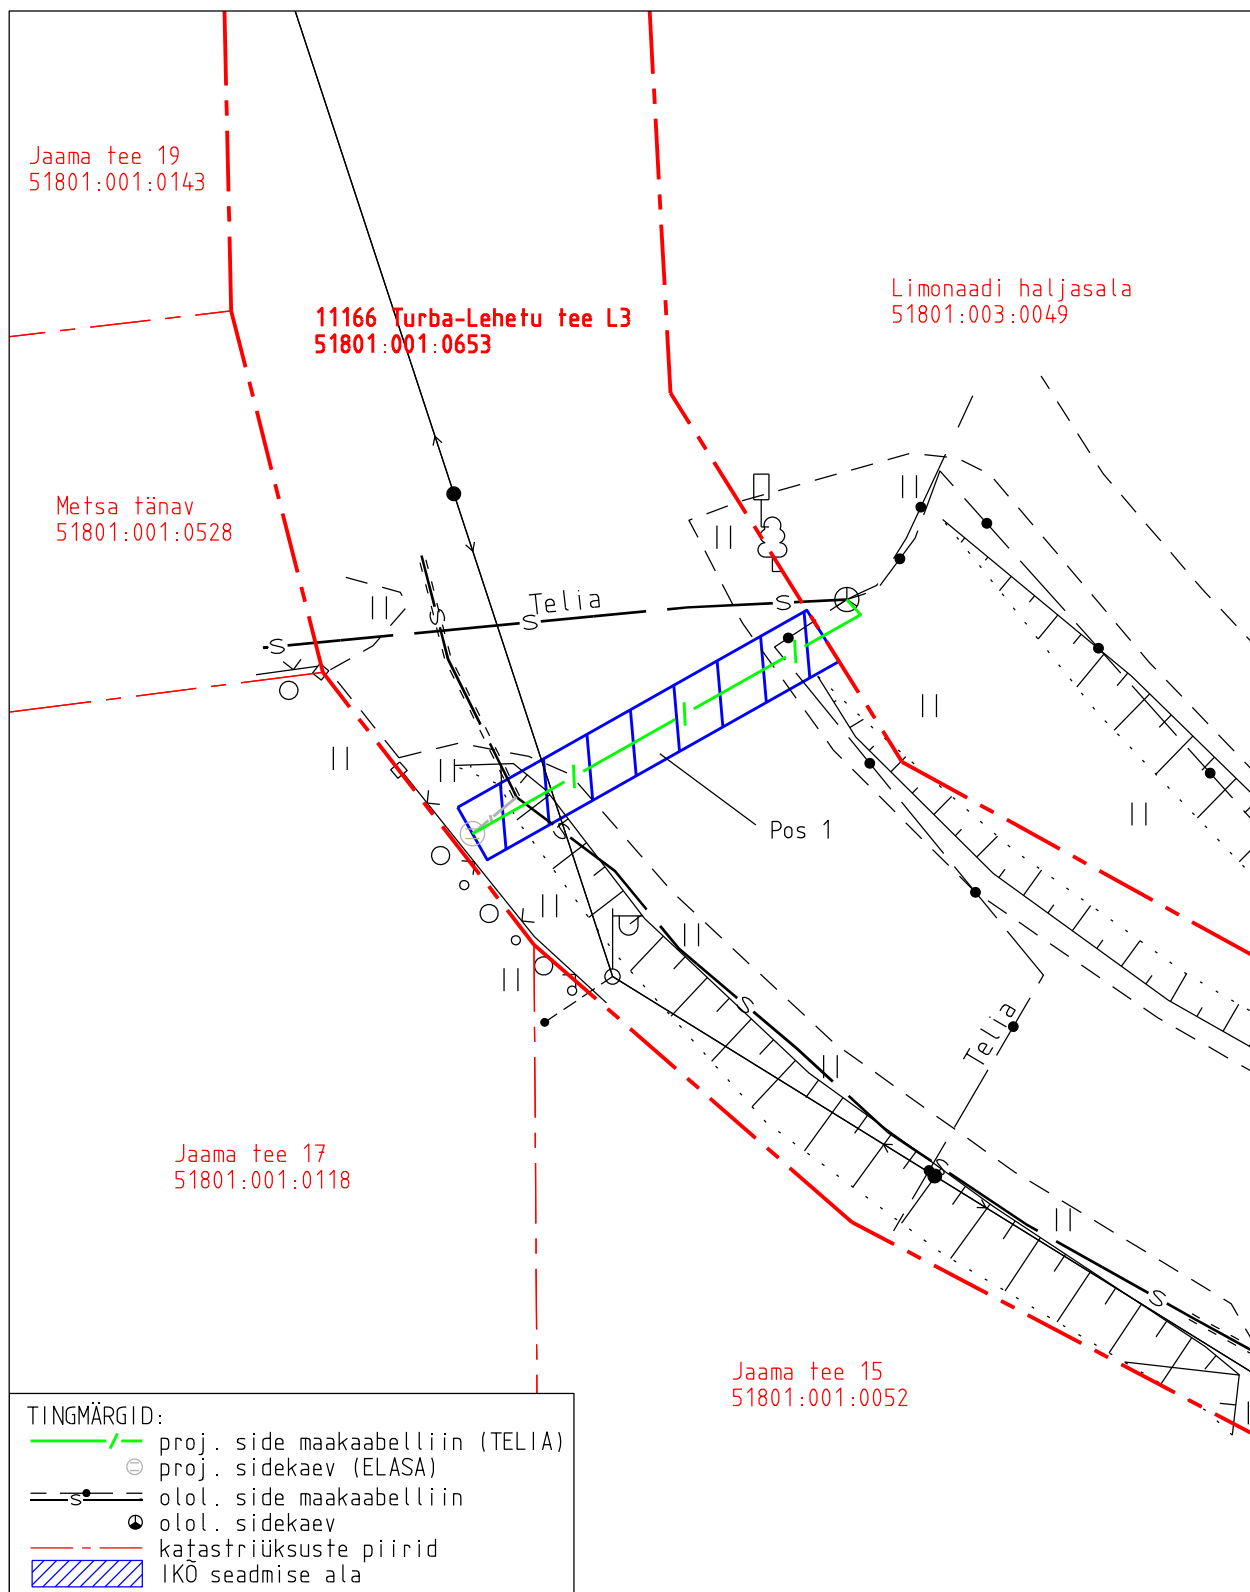 Jaama tee 19
51801:001:0143
Limonaadi haljasala
51801:003:0049
11166 Turba-Lehetu tee L3
51801:001:0653
Metsa tänav
51801:001:0528
Telia
S
S
S
S
Pos 1
S
S
Telia
Jaama tee 17
51801:001:0118
S
S
Jaama tee 15
51801:001:0052
TINGMÄRGID:
proj. side maakaabelliin (TELIA)
proj. sidekaev (ELASA)
S
olol. side maakaabelliin
olol. sidekaev
katastriüksuste piirid
IKÕ seadmise ala